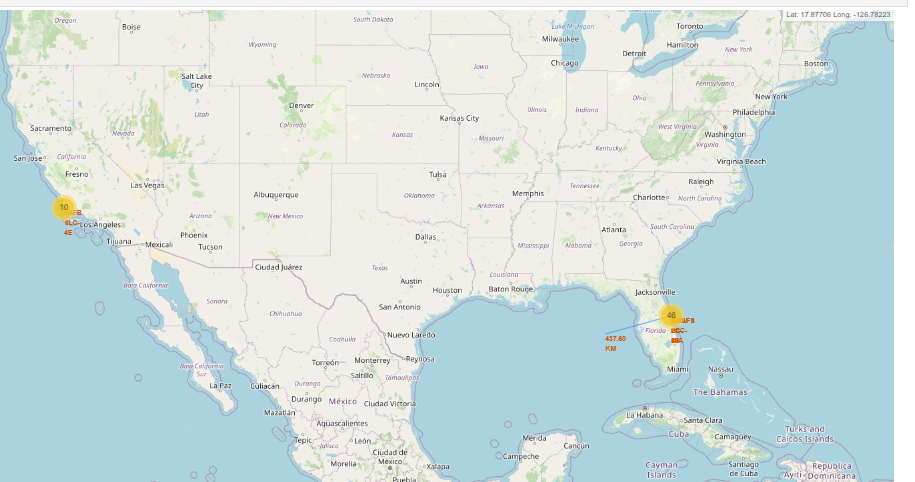 Lat: 17.87706 Long: -126.78223
Oregon
Boise
South Dakota
Lake Michigan
Toronto
Milwaukee
Hamilton
Wyoming
Detroit
New York
Chicago
Boston
Iowa
Salt Lake
City
Nebraska
Lincoln
Pennsylvania
New York
Denver
Ohio
Utah
Illinois
Indiana
Philadelphia
Kansas City
Sacramento
Nevada
Colorado
Kansas
Missouri
West Virginia
Washington
Virginia
Kentucky
San Jose
California
Virginia Beach
Fresno
Tulsa
Las Vegas
Tennessee
Raleigh
Albuquerque
Oklahoma
Memphis
Charlotte
North Carolina
10
FB
Arkansas
Arizona
New Mexico
SLC-
4E
Los Angeles
South Carolina
Phoenix
Dallas
Atlanta
Tijuana
Mexicali
Tucson
Mississippi
Alabama
Georgia
Ciudad Juárez
Texas
Louisiana
Baja California
Austin
Houston
Baton Rouge
Jacksonville
Sonora
San Antonio
Chihuahua
46
Florida
437.69
KM
Nuevo Laredo
Coahuila
Torreón
Monterrey
Reynosa
Baja California
Sur
Miami
Nassau
Saltillo
Tamaulipas
La Paz
Culiacán
Durango
The Bahamas
Durango
México
Ciudad Victoria
Mazatlán
La Habana
Santa Clara
Aguascalientes
Turks and
Caicos Islands
Cuba
Camagüey
Tepic
León
Jalisco
Mérida
Cancún
Ciudad de
México
Campeche
Morelia
Xalapa
Cayman
Islands
Santiago
de Cuba
Ayiti
República
Dominicana
Puebla